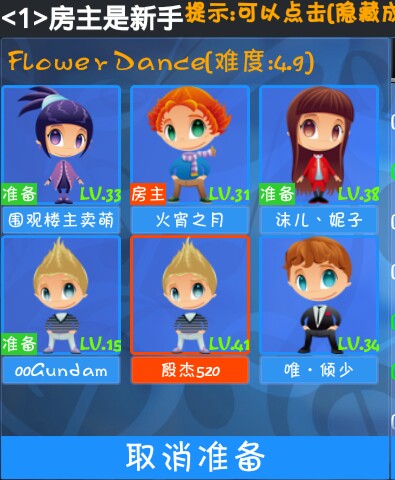 <1>房主是新手 提示:可以点击[隐藏成
Flower Dance[难度:4.9]
准备 LV.33 房主 LV.31 准备 LV.38
围观楼主卖萌 火宵之月 沫儿、妮子
准备 LV.15 LV.41 LV.34
00Gundam 殷杰520 唯·倾少
取消准备